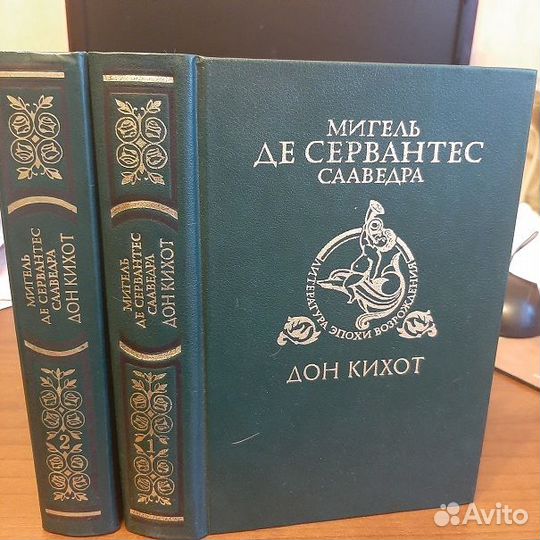 МИГЕЛЬ
ДЕ СЕРВАНТЕС
СААВЕДРА
ДОН КИХОТ
2
МИГЕЛЬ
ДЕ СЕРВАНТЕС
СААВЕДРА
ДОН КИХОТ
1
МИГЕЛЬ
ДЕ СЕРВАНТЕС
СААВЕДРА
ЛИТЕРАТУРА ЭПОХИ ВОЗРОЖДЕНИЯ
ДОН КИХОТ
Avito